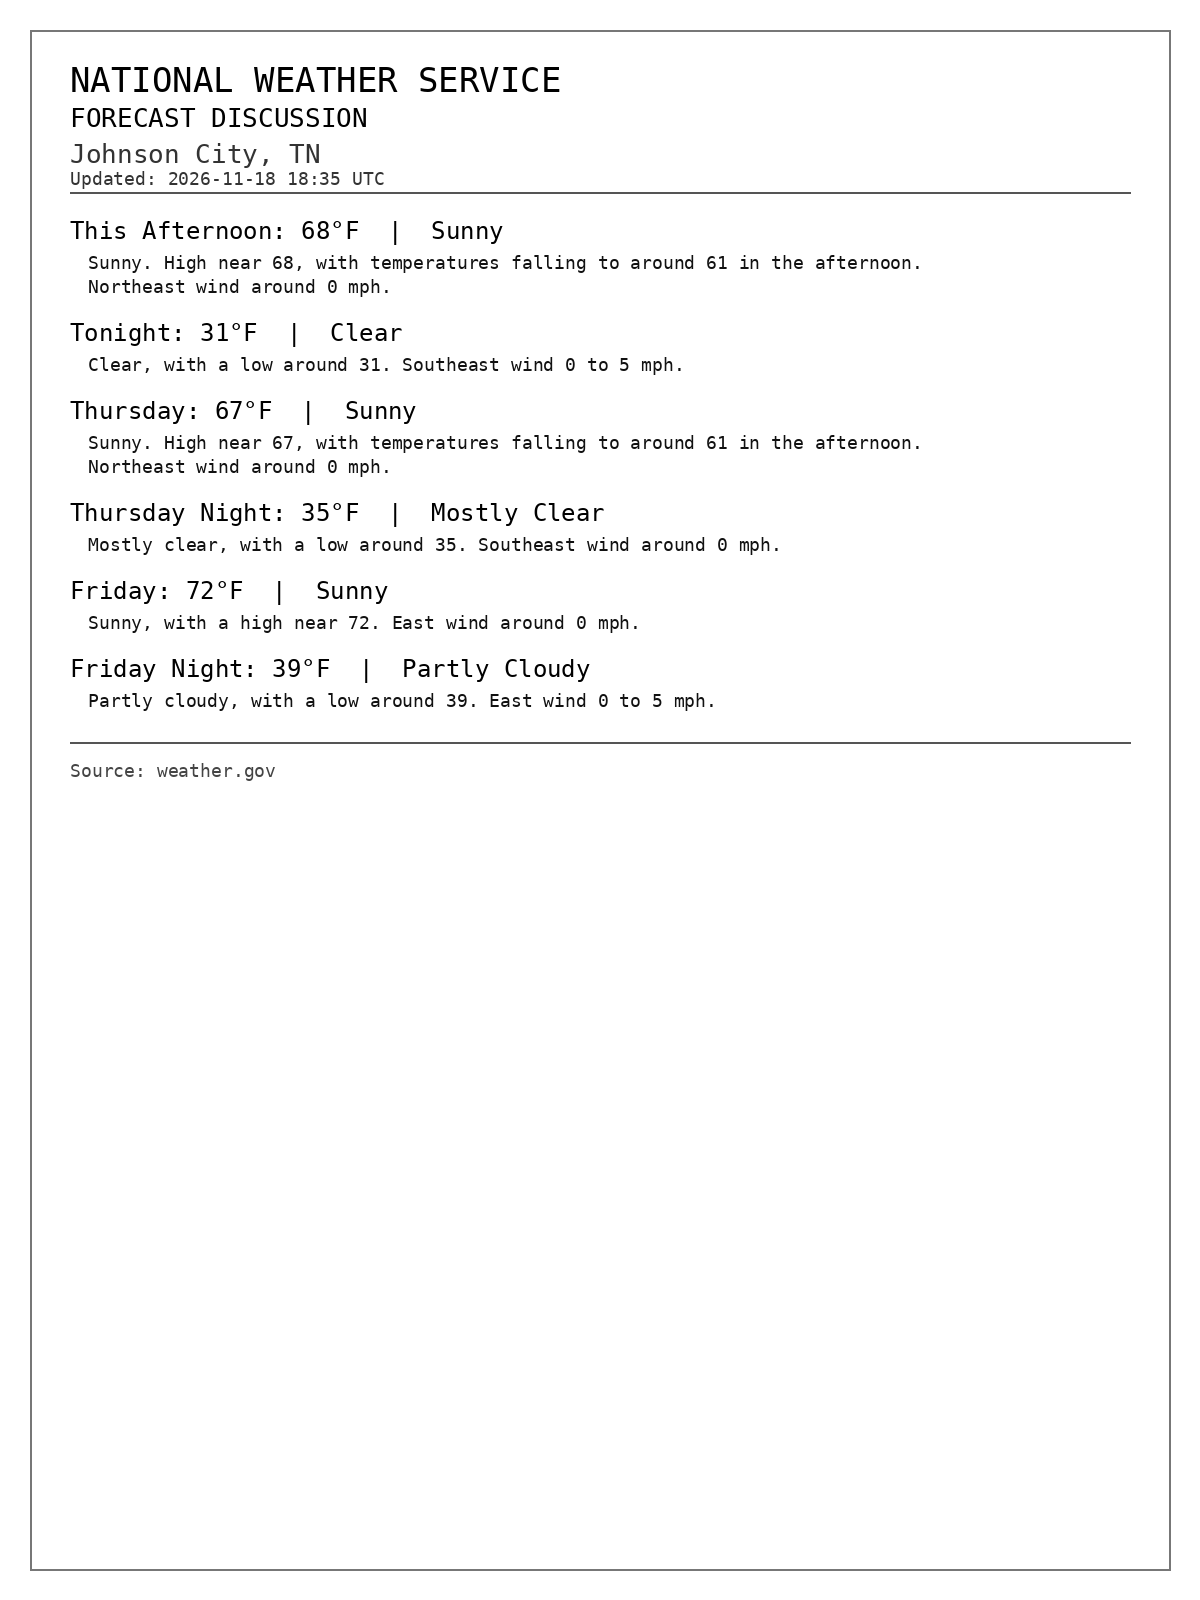 NATIONAL WEATHER SERVICE
FORECAST DISCUSSION
Johnson City, TN
Updated: 2026-11-18 18:35 UTC
This Afternoon: 68°F | Sunny
Sunny. High near 68, with temperatures falling to around 61 in the afternoon.
Northeast wind around 0 mph.
Tonight: 31°F | Clear
Clear, with a low around 31. Southeast wind 0 to 5 mph.
Thursday: 67°F | Sunny
Sunny. High near 67, with temperatures falling to around 61 in the afternoon.
Northeast wind around 0 mph.
Thursday Night: 35°F | Mostly Clear
Mostly clear, with a low around 35. Southeast wind around 0 mph.
Friday: 72°F | Sunny
Sunny, with a high near 72. East wind around 0 mph.
Friday Night: 39°F | Partly Cloudy
Partly cloudy, with a low around 39. East wind 0 to 5 mph.
Source: weather.gov